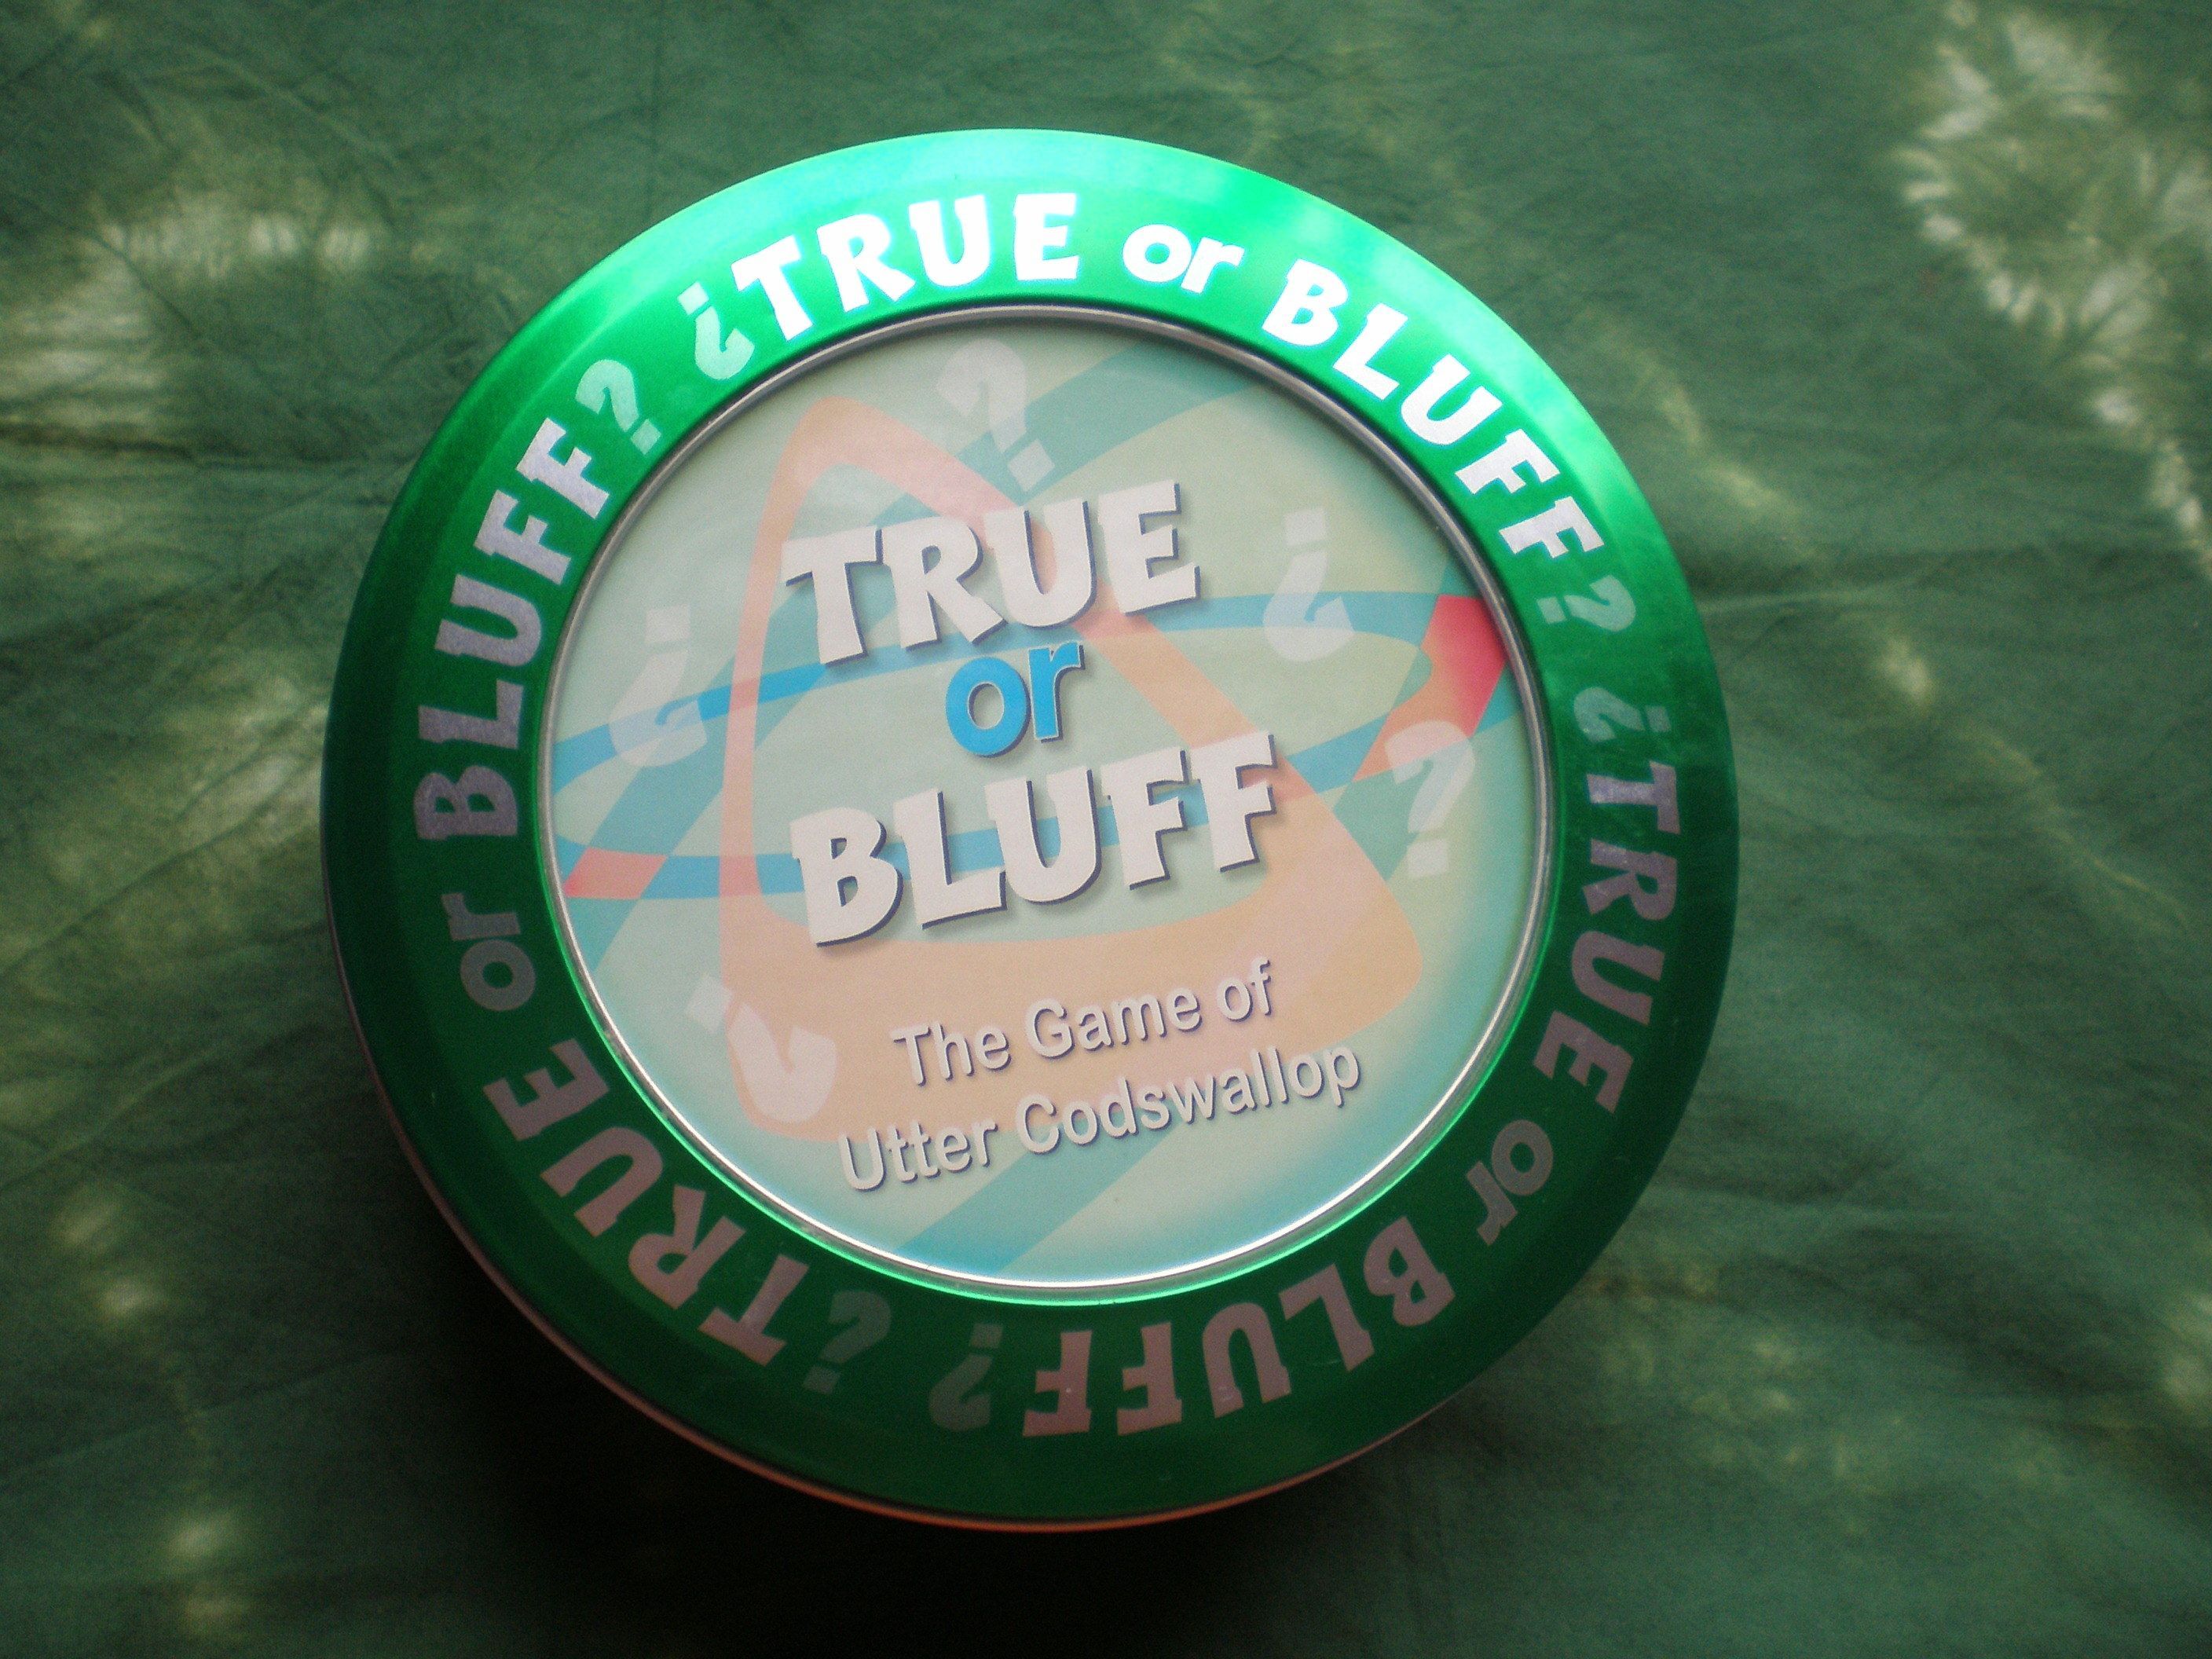 ¿TRUE or BLUFF?
¿TRUE or BLUFF?
¿TRUE or BLUFF?
TRUE
or
BLUFF
The Game of
Utter Codswallop